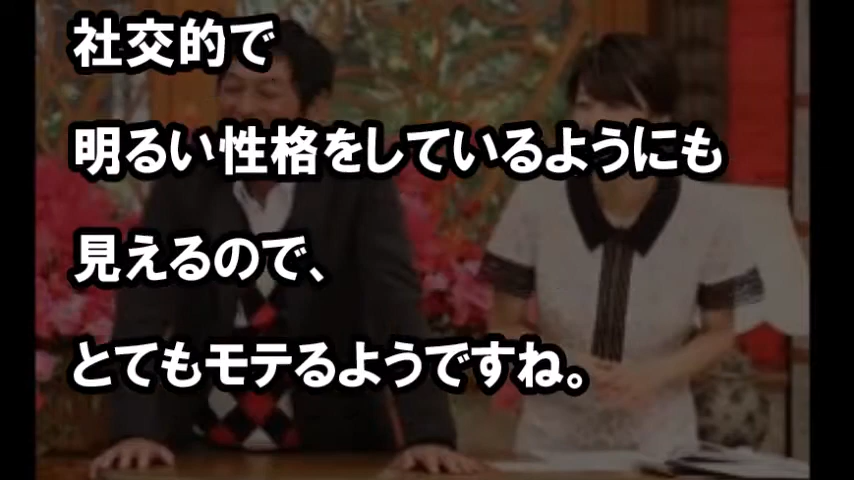 社交的で
明るい性格をしているようにも
見えるので、
とてもモテるようですね。